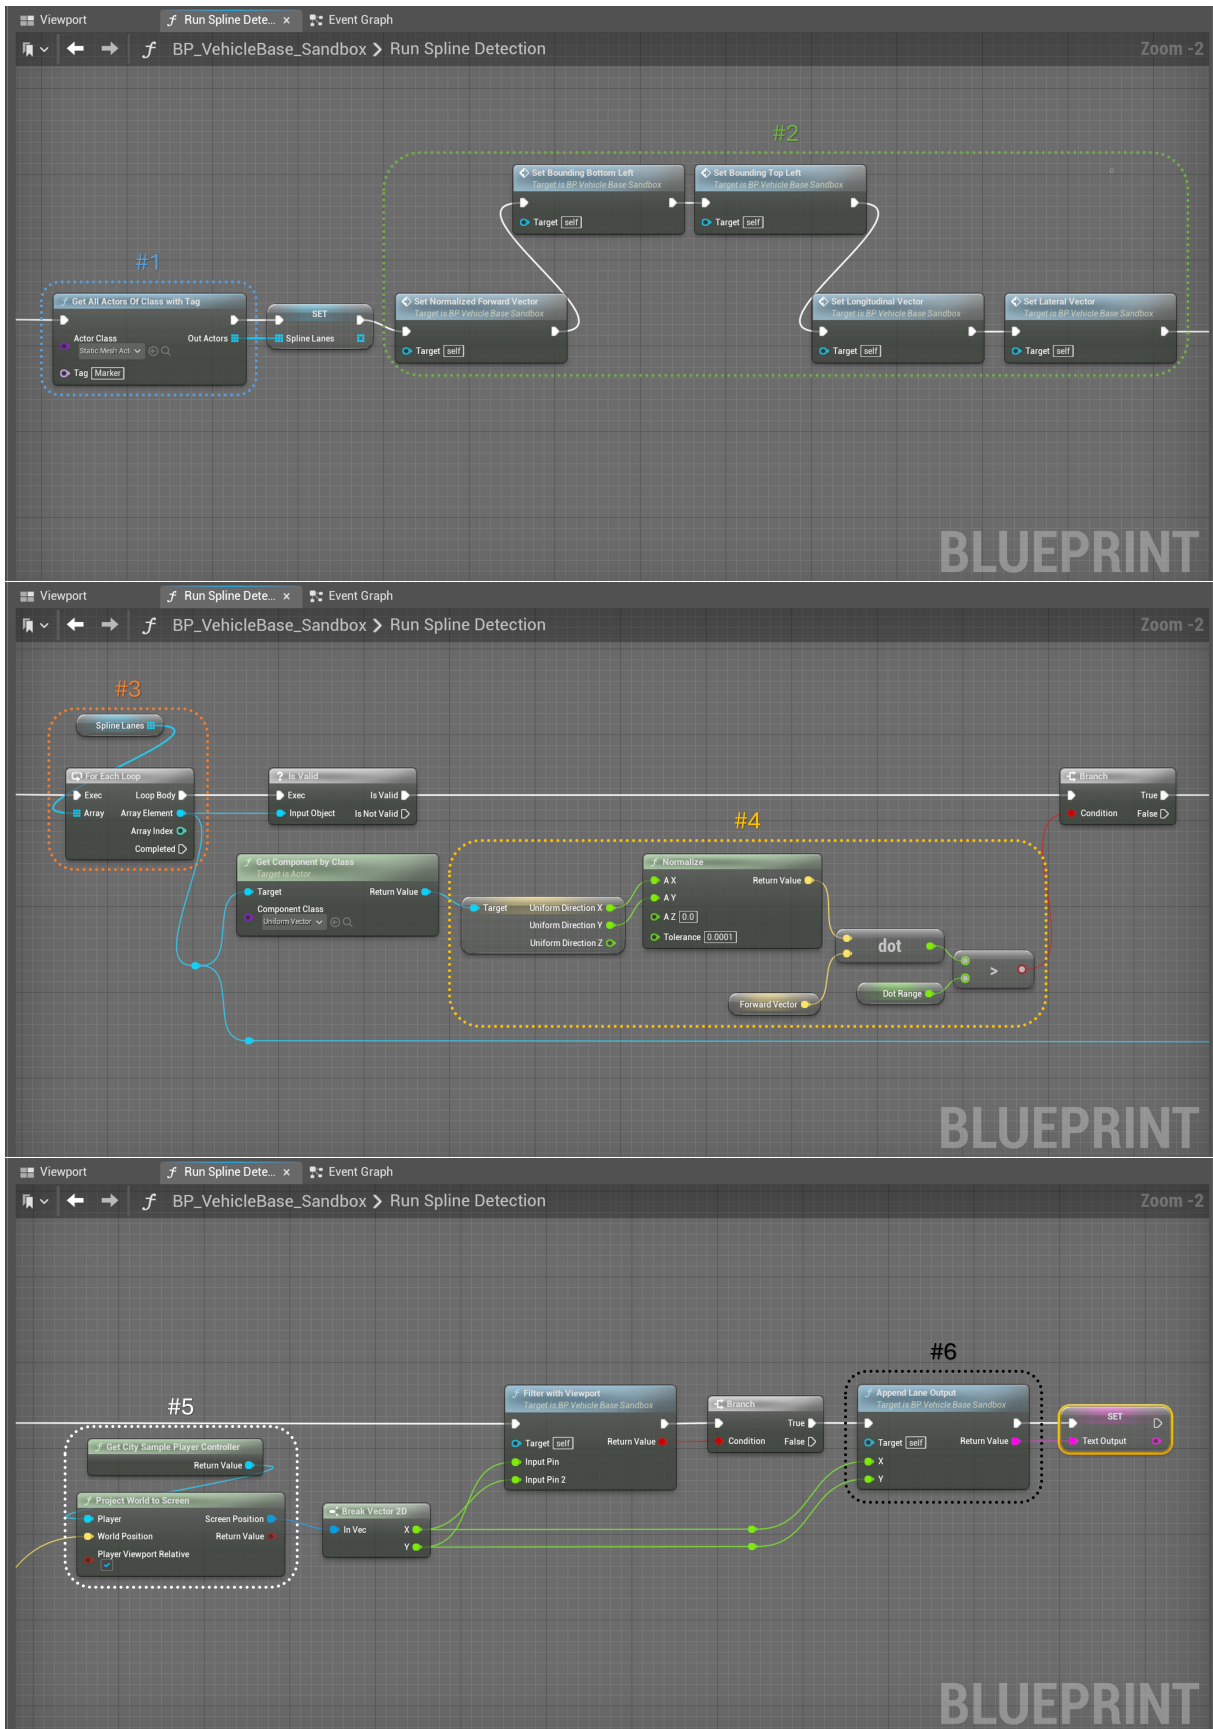 Viewport
Run Spline Dete... ×
Event Graph
BP_VehicleBase_Sandbox > Run Spline Detection
Zoom -2
#2
Set Bounding Bottom Left
Target is BP Vehicle Base Sandbox
Target self
Set Bounding Top Left
Target is BP Vehicle Base Sandbox
Target self
#1
Get All Actors Of Class with Tag
Actor Class
Out Actors
Static Mesh Act
Tag Marker
SET
Spline Lanes
Set Normalized Forward Vector
Target is BP Vehicle Base Sandbox
Target self
Set Longitudinal Vector
Target is BP Vehicle Base Sandbox
Target self
Set Lateral Vector
Target is BP Vehicle Base Sandbox
Target self
BLUEPRINT
Viewport
Run Spline Dete... ×
Event Graph
BP_VehicleBase_Sandbox > Run Spline Detection
Zoom -2
#3
Spline Lanes
For Each Loop
Exec Loop Body
Array Array Element
Array Index
Completed
? Is Valid
Exec Is Valid
Input Object Is Not Valid
Branch
True
Condition False
#4
Get Component by Class
Target is Actor
Target Return Value
Component Class
Uniform Vector
Target Uniform Direction X
Uniform Direction Y
Uniform Direction Z
Normalize
A X Return Value
A Y
A Z 0.0
Tolerance 0.0001
dot
>
Dot Range
Forward Vector
BLUEPRINT
Viewport
Run Spline Dete... ×
Event Graph
BP_VehicleBase_Sandbox > Run Spline Detection
Zoom -2
#5
Get City Sample Player Controller
Return Value
Project World to Screen
Player Screen Position
World Position Return Value
Player Viewport Relative
Break Vector 2D
In Vec X
Y
Filter with Viewport
Target is BP Vehicle Base Sandbox
Target self Return Value
Input Pin
Input Pin 2
Branch
True
Condition False
#6
Append Lane Output
Target is BP Vehicle Base Sandbox
Target self Return Value
X
Y
SET
Text Output
BLUEPRINT